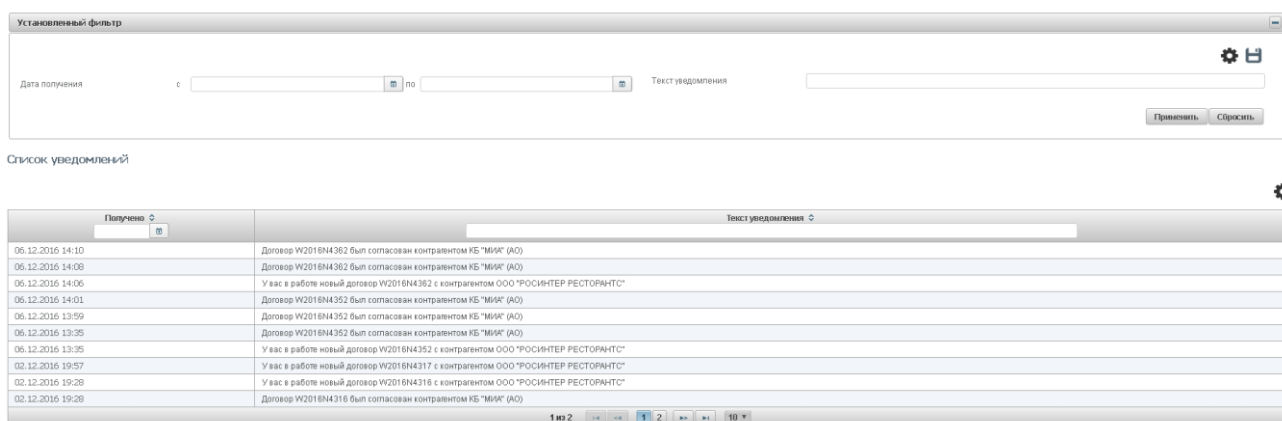 Установленный фильтр
Дата получения с по Текст уведомления
Применить Сбросить
Список уведомлений
Получено Текст уведомления
06.12.2016 14:10 Договор W2016N4362 был согласован контрагентом КБ "МИА" (АО)
06.12.2016 14:08 Договор W2016N4362 был согласован контрагентом КБ "МИА" (АО)
06.12.2016 14:06 У вас в работе новый договор W2016N4362 с контрагентом ООО "РОСИНТЕР РЕСТОРАНТС"
06.12.2016 14:01 Договор W2016N4352 был согласован контрагентом КБ "МИА" (АО)
06.12.2016 13:59 Договор W2016N4352 был согласован контрагентом КБ "МИА" (АО)
06.12.2016 13:35 Договор W2016N4352 был согласован контрагентом КБ "МИА" (АО)
06.12.2016 13:35 У вас в работе новый договор W2016N4352 с контрагентом ООО "РОСИНТЕР РЕСТОРАНТС"
02.12.2016 19:57 У вас в работе новый договор W2016N4317 с контрагентом ООО "РОСИНТЕР РЕСТОРАНТС"
02.12.2016 19:28 У вас в работе новый договор W2016N4316 с контрагентом ООО "РОСИНТЕР РЕСТОРАНТС"
02.12.2016 19:28 Договор W2016N4316 был согласован контрагентом КБ "МИА" (АО)
1 из 2 1 2 10